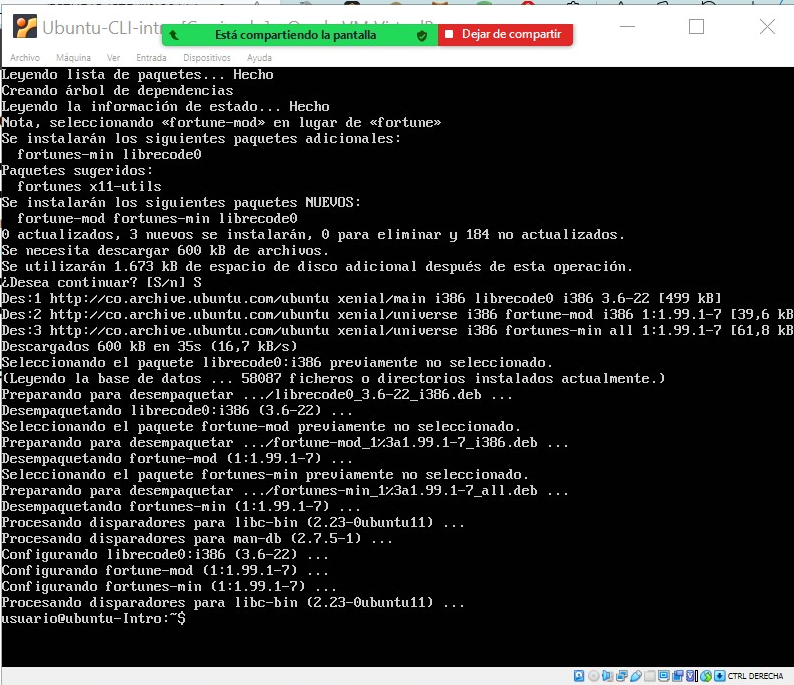 Ubuntu-CLI-intr
Está compartiendo la pantalla
Dejar de compartir
Archivo Máquina Ver Entrada Dispositivos Ayuda
Leyendo lista de paquetes... Hecho
Creando árbol de dependencias
Leyendo la información de estado... Hecho
Nota, seleccionando «fortune-mod» en lugar de «fortune»
Se instalarán los siguientes paquetes adicionales:
fortunes-min librecode0
Paquetes sugeridos:
fortunes x11-utils
Se instalarán los siguientes paquetes NUEVOS:
fortune-mod fortunes-min librecode0
0 actualizados, 3 nuevos se instalarán, 0 para eliminar y 184 no actualizados.
Se necesita descargar 600 kB de archivos.
Se utilizarán 1.673 kB de espacio de disco adicional después de esta operación.
¿Desea continuar? [S/n] S
Des:1 http://co.archive.ubuntu.com/ubuntu xenial/main i386 librecode0 i386 3.6-22 [499 kB]
Des:2 http://co.archive.ubuntu.com/ubuntu xenial/universe i386 fortune-mod i386 1:1.99.1-7 [39,6 kB
Des:3 http://co.archive.ubuntu.com/ubuntu xenial/universe i386 fortunes-min all 1:1.99.1-7 [61,8 kB
Descargados 600 kB en 35s (16,7 kB/s)
Seleccionando el paquete librecode0:i386 previamente no seleccionado.
(Leyendo la base de datos ... 58087 ficheros o directorios instalados actualmente.)
Preparando para desempaquetar .../librecode0_3.6-22_i386.deb ...
Desempaquetando librecode0:i386 (3.6-22) ...
Seleccionando el paquete fortune-mod previamente no seleccionado.
Preparando para desempaquetar .../fortune-mod_1%3a1.99.1-7_i386.deb ...
Desempaquetando fortune-mod (1:1.99.1-7) ...
Seleccionando el paquete fortunes-min previamente no seleccionado.
Preparando para desempaquetar .../fortunes-min_1%3a1.99.1-7_all.deb ...
Desempaquetando fortunes-min (1:1.99.1-7) ...
Procesando disparadores para libc-bin (2.23-0ubuntu11) ...
Procesando disparadores para man-db (2.7.5-1) ...
Configurando librecode0:i386 (3.6-22) ...
Configurando fortune-mod (1:1.99.1-7) ...
Configurando fortunes-min (1:1.99.1-7) ...
Procesando disparadores para libc-bin (2.23-0ubuntu11) ...
usuario@ubuntu-Intro:~$
CTRL DERECHA